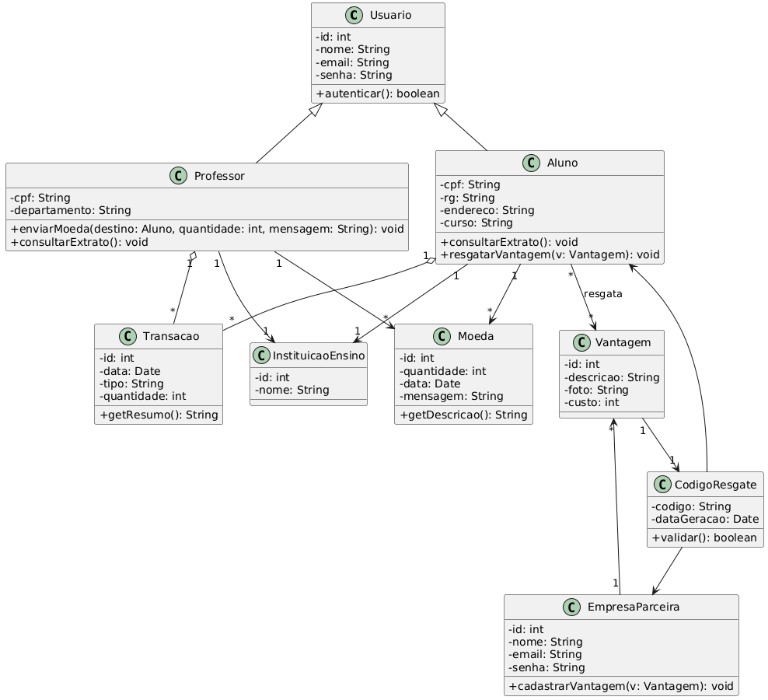 C Usuario
-id: int
-nome: String
-email: String
-senha: String
+autenticar(): boolean
C Professor
-cpf: String
-departamento: String
+enviarMoeda(destino: Aluno, quantidade: int, mensagem: String): void
+consultarExtrato(): void
C Aluno
-cpf: String
-rg: String
-endereco: String
-curso: String
+consultarExtrato(): void
+resgatarVantagem(v: Vantagem): void
1 1 1 1 1 1 *
resgata
* * 1 * 1 * *
C Transacao
-id: int
-data: Date
-tipo: String
-quantidade: int
+getResumo(): String
C InstituicaoEnsino
-id: int
-nome: String
C Moeda
-id: int
-quantidade: int
-data: Date
-mensagem: String
+getDescricao(): String
C Vantagem
-id: int
-descricao: String
-foto: String
-custo: int
* 1
1
C CodigoResgate
-codigo: String
-dataGeracao: Date
+validar(): boolean
1
C EmpresaParceira
-id: int
-nome: String
-email: String
-senha: String
+cadastrarVantagem(v: Vantagem): void